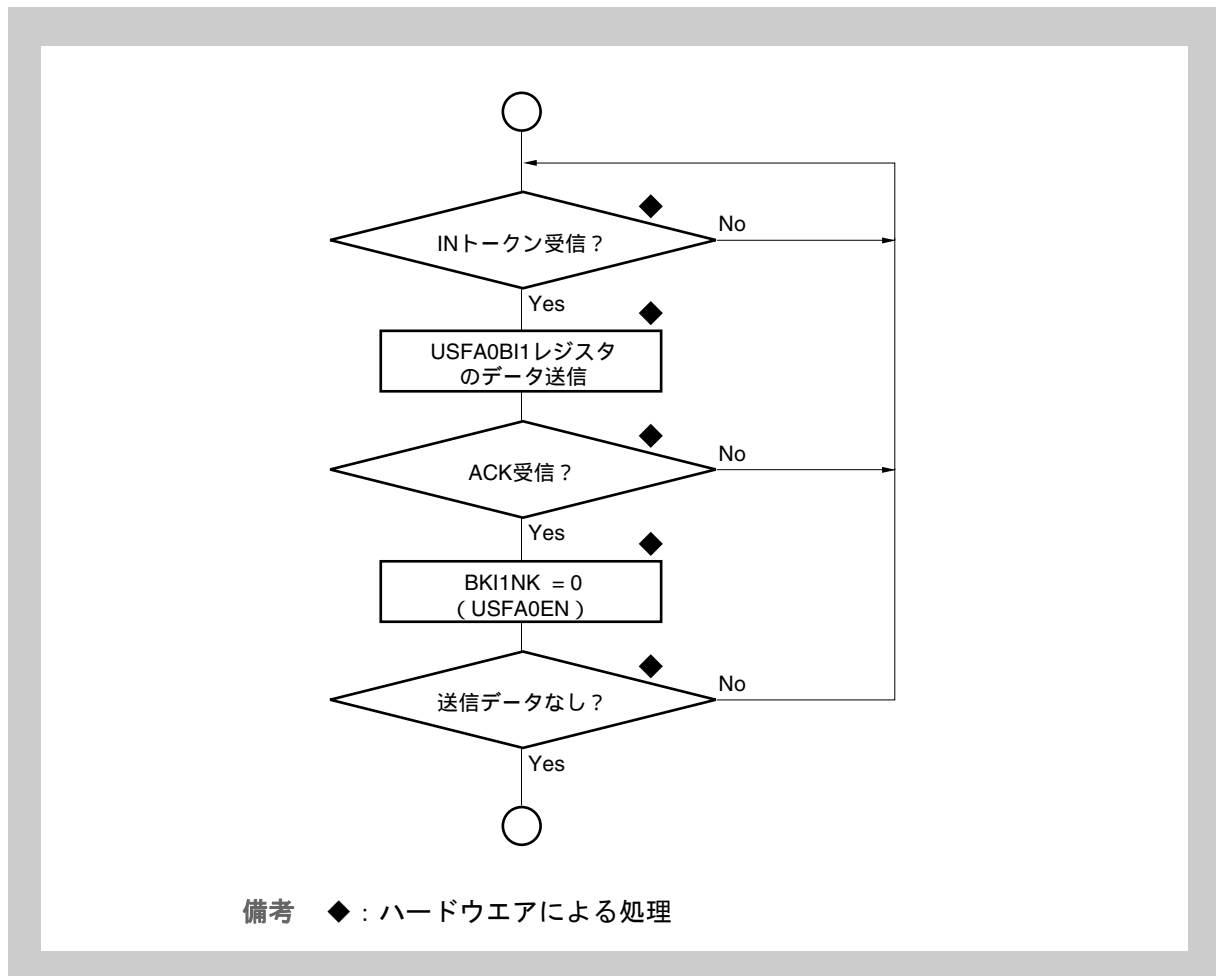 INトークン受信？
No
Yes
USFA0BI1レジスタ
のデータ送信
ACK受信？
No
Yes
BKI1NK = 0
（USFA0EN）
送信データなし？
No
Yes
備考 ◆：ハードウエアによる処理